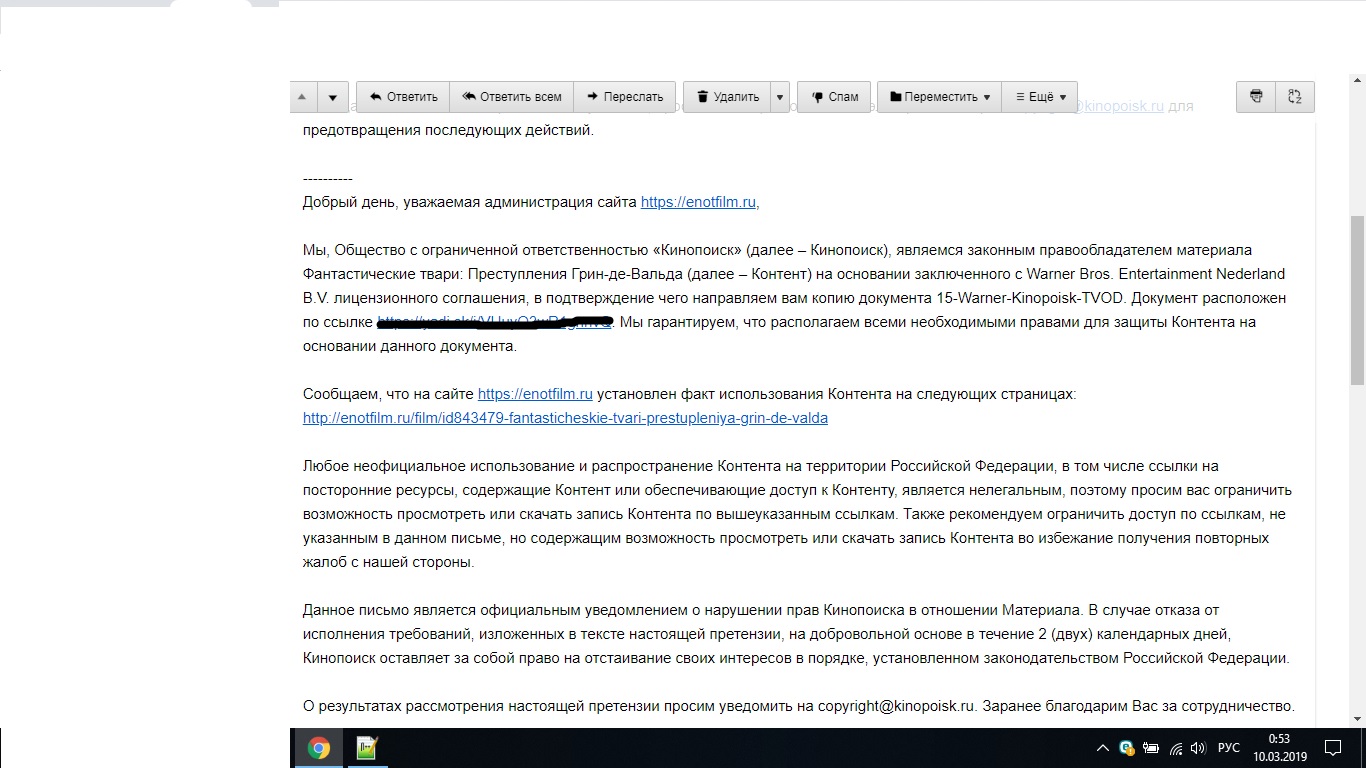 Ответить
Ответить всем
Переслать
Удалить
Спам
Переместить
Ещё
@kinopoisk.ru для
предотвращения последующих действий.
----------
Добрый день, уважаемая администрация сайта https://enotfilm.ru,
Мы, Общество с ограниченной ответственностью «Кинопоиск» (далее – Кинопоиск), являемся законным правообладателем материала
Фантастические твари: Преступления Грин-де-Вальда (далее – Контент) на основании заключенного с Warner Bros. Entertainment Nederland
B.V. лицензионного соглашения, в подтверждение чего направляем вам копию документа 15-Warner-Kinopoisk-TVOD. Документ расположен
по ссылке . Мы гарантируем, что располагаем всеми необходимыми правами для защиты Контента на
основании данного документа.
Сообщаем, что на сайте https://enotfilm.ru установлен факт использования Контента на следующих страницах:
http://enotfilm.ru/film/id843479-fantasticheskie-tvari-prestupleniya-grin-de-valda
Любое неофициальное использование и распространение Контента на территории Российской Федерации, в том числе ссылки на
посторонние ресурсы, содержащие Контент или обеспечивающие доступ к Контенту, является нелегальным, поэтому просим вас ограничить
возможность просмотреть или скачать запись Контента по вышеуказанным ссылкам. Также рекомендуем ограничить доступ по ссылкам, не
указанным в данном письме, но содержащим возможность просмотреть или скачать запись Контента во избежание получения повторных
жалоб с нашей стороны.
Данное письмо является официальным уведомлением о нарушении прав Кинопоиска в отношении Материала. В случае отказа от
исполнения требований, изложенных в тексте настоящей претензии, на добровольной основе в течение 2 (двух) календарных дней,
Кинопоиск оставляет за собой право на отстаивание своих интересов в порядке, установленном законодательством Российской Федерации.
О результатах рассмотрения настоящей претензии просим уведомить на copyright@kinopoisk.ru. Заранее благодарим Вас за сотрудничество.
РУС
0:53
10.03.2019